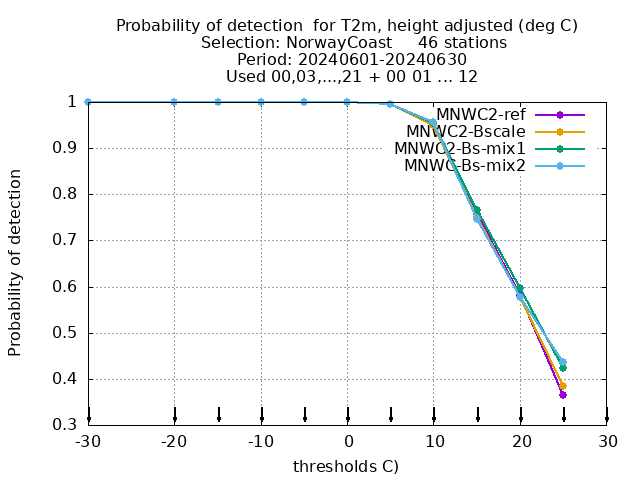 Probability of detection  for T2m, height adjusted (deg C)
Selection: NorwayCoast     46 stations
Period: 20240601-20240630
Used 00,03,...,21 + 00 01 ... 12
MNWC2-ref
MNWC2-Bscale
MNWC2-Bs-mix1
MNWC-Bs-mix2
Probability of detection
1
0.9
0.8
0.7
0.6
0.5
0.4
0.3
-30 -20 -10 0 10 20 30
thresholds C)